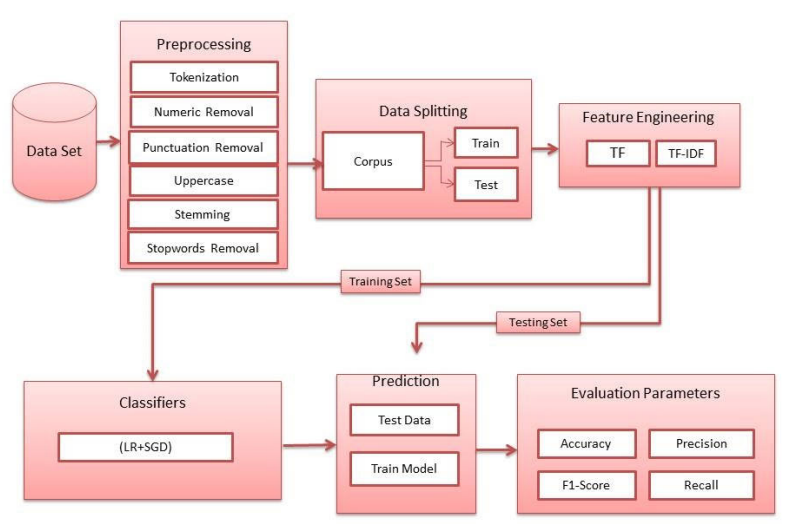 Data Set
Preprocessing
Tokenization
Numeric Removal
Punctuation Removal
Uppercase
Stemming
Stopwords Removal
Data Splitting
Corpus
Train
Test
Feature Engineering
TF
TF-IDF
Training Set
Testing Set
Classifiers
(LR+SGD)
Prediction
Test Data
Train Model
Evaluation Parameters
Accuracy
Precision
F1-Score
Recall